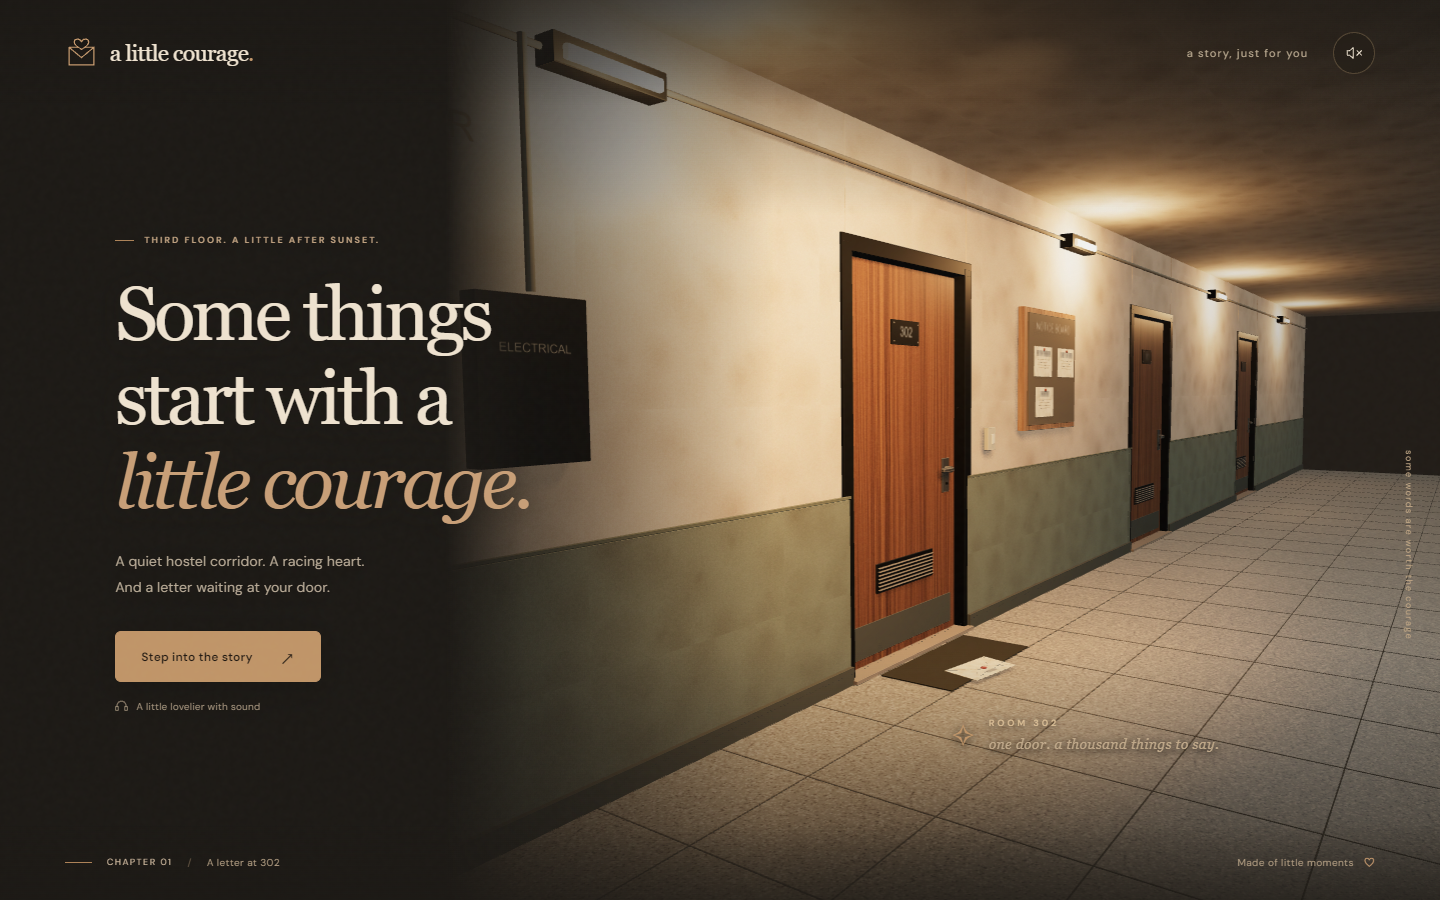 a little courage.
a story, just for you
THIRD FLOOR. A LITTLE AFTER SUNSET.
Some things
start with a
little courage.
ELECTRICAL
302
NOTICE BOARD
A quiet hostel corridor. A racing heart.
And a letter waiting at your door.
Step into the story
A little lovelier with sound
some words are worth the courage
ROOM 302
one door. a thousand things to say.
CHAPTER 01 / A letter at 302
Made of little moments